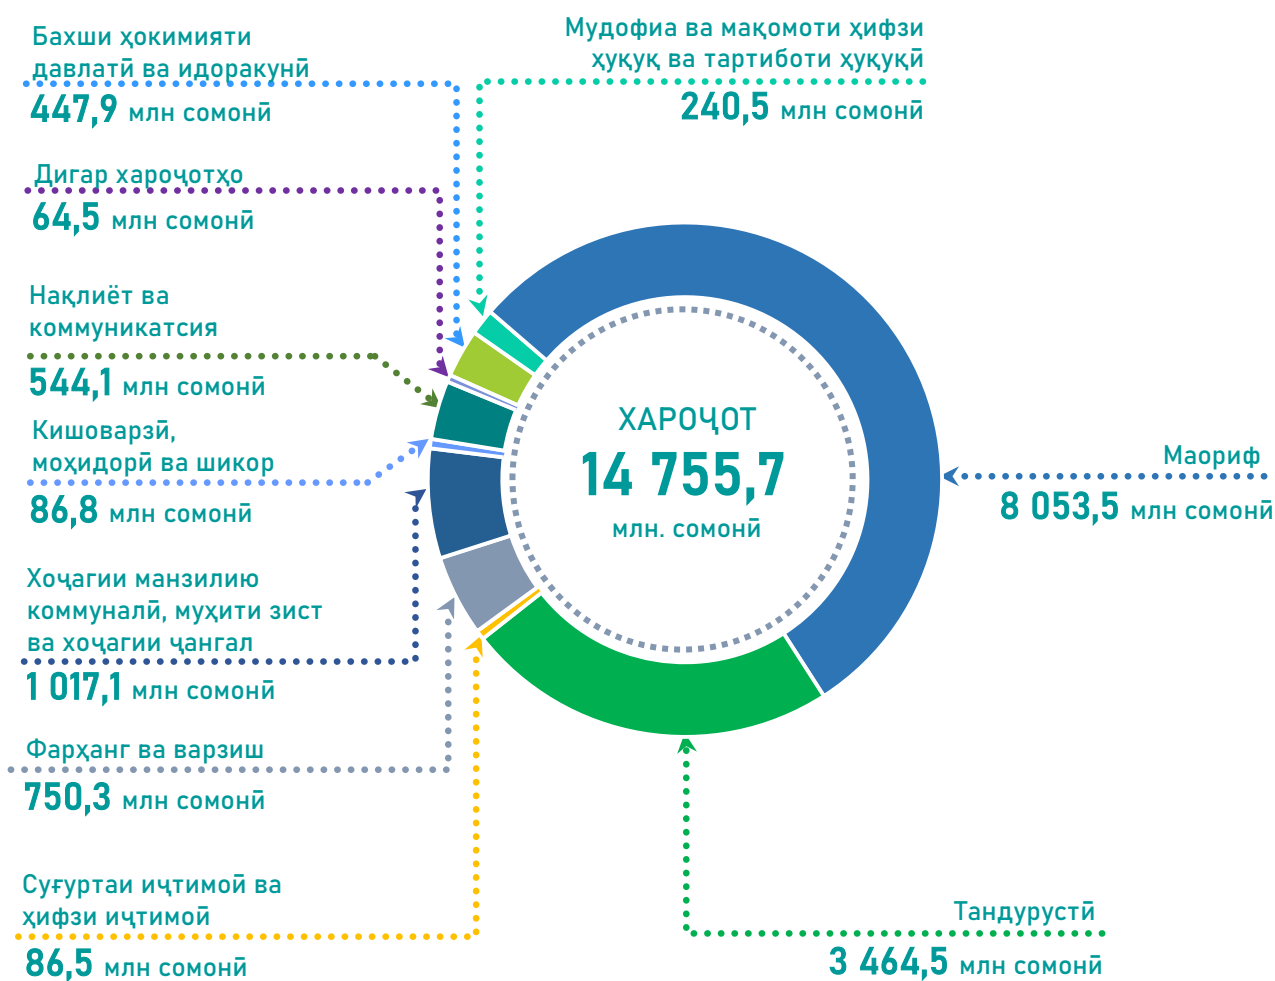 Бахши ҳокимияти
давлатӣ ва идоракунӣ
447,9 млн сомонӣ
Мудофиа ва мақомоти ҳифзи
ҳуқуқ ва тартиботи ҳуқуқӣ
240,5 млн сомонӣ
Дигар хароҷотҳо
64,5 млн сомонӣ
Нақлиёт ва
коммуникатсия
544,1 млн сомонӣ
Кишоварзӣ,
моҳидорӣ ва шикор
86,8 млн сомонӣ
ХАРОҶОТ
14 755,7
млн. сомонӣ
Маориф
8 053,5 млн сомонӣ
Хоҷагии манзилию
коммуналӣ, муҳити зист
ва хоҷагии ҷангал
1 017,1 млн сомонӣ
Фарҳанг ва варзиш
750,3 млн сомонӣ
Суғуртаи иҷтимоӣ ва
ҳифзи иҷтимоӣ
86,5 млн сомонӣ
Тандурустӣ
3 464,5 млн сомонӣ